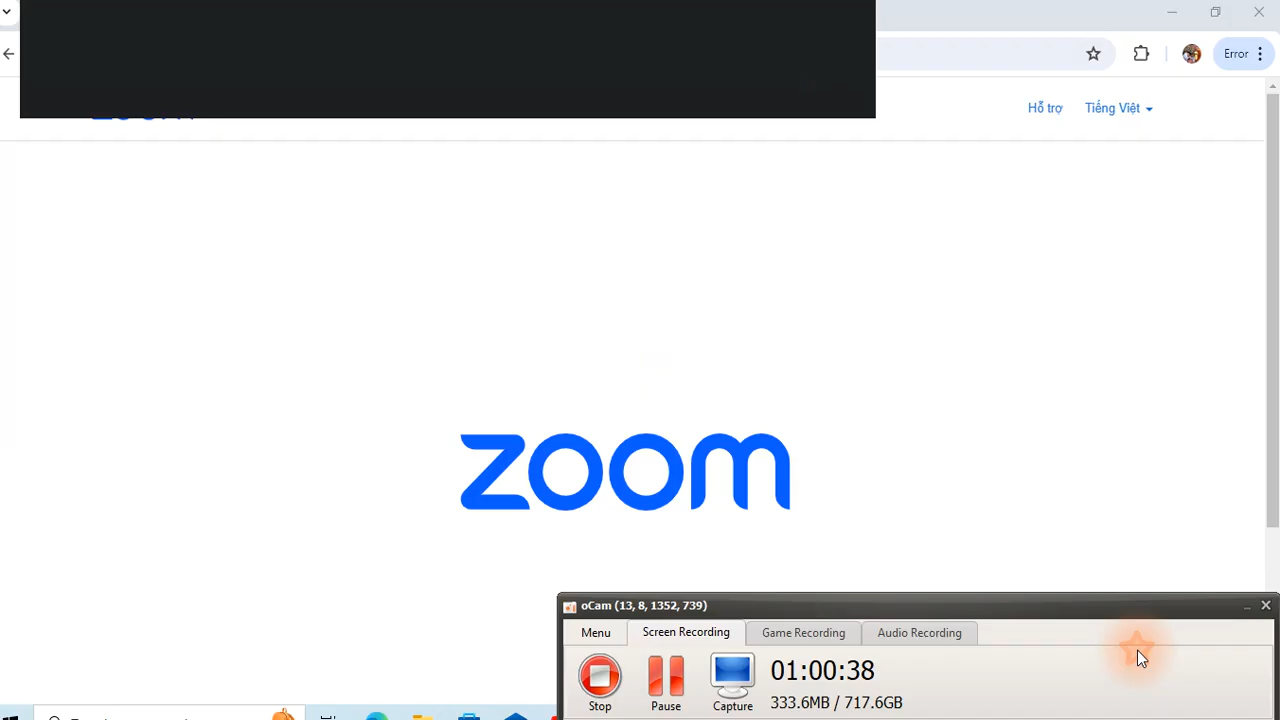 Error
Hỗ trợ
Tiếng Việt
zoom
oCam (13, 8, 1352, 739)
Menu
Screen Recording
Game Recording
Audio Recording
01:00:38
333.6MB / 717.6GB
Stop
Pause
Capture